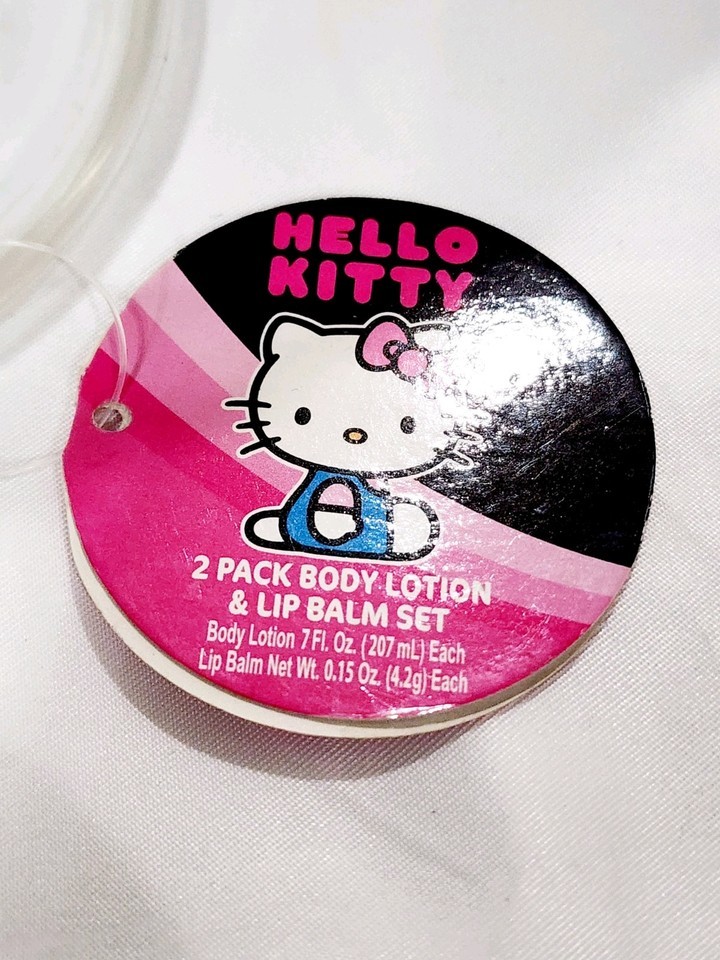 HELLO
KITTY
2 PACK BODY LOTION
& LIP BALM SET
Body Lotion 7 Fl. Oz. (207 mL) Each
Lip Balm Net Wt. 0.15 Oz. (4.2g) Each